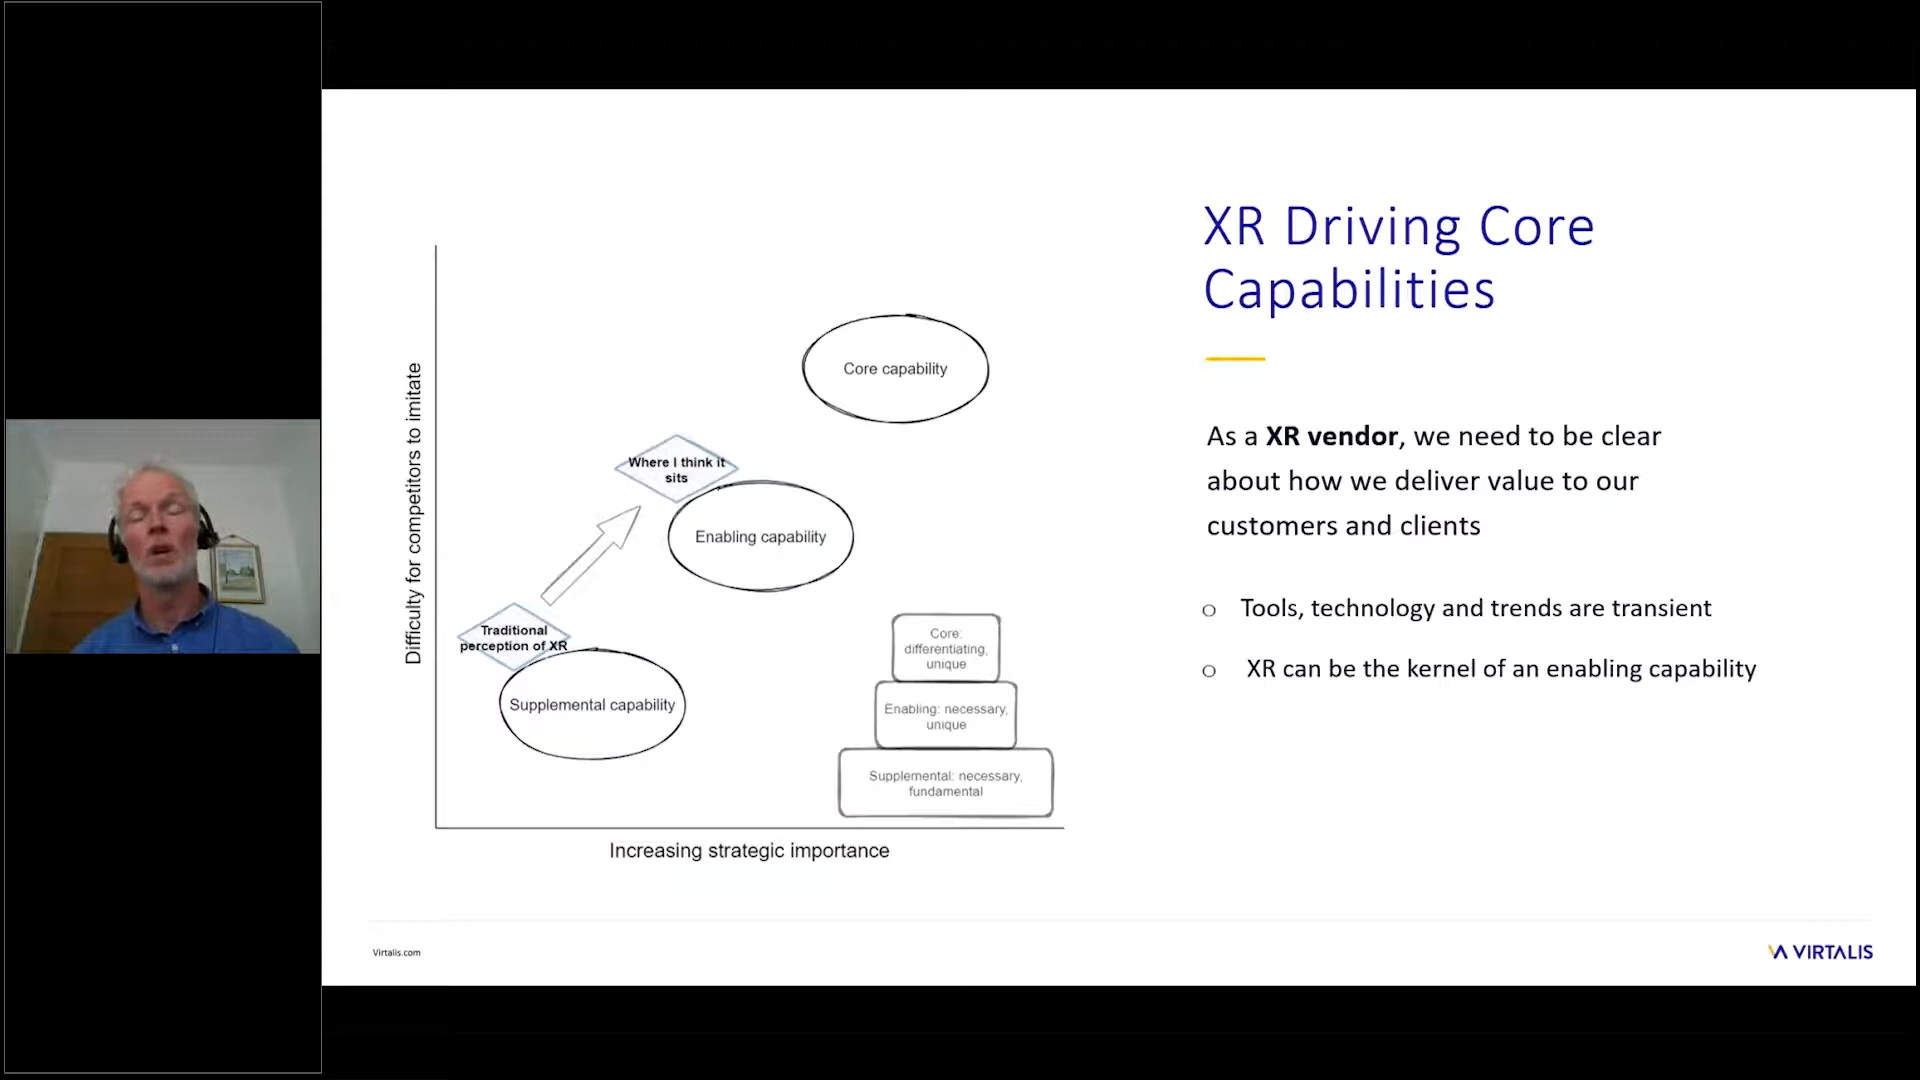 XR Driving Core
Capabilities
As a XR vendor, we need to be clear
about how we deliver value to our
customers and clients
o Tools, technology and trends are transient
o XR can be the kernel of an enabling capability
Difficulty for competitors to imitate
Core capability
Where I think it
sits
Enabling capability
Traditional
perception of XR
Supplemental capability
Core:
differentiating,
unique
Enabling: necessary,
unique
Supplemental: necessary,
fundamental
Increasing strategic importance
Virtalis.com
VIRTALIS